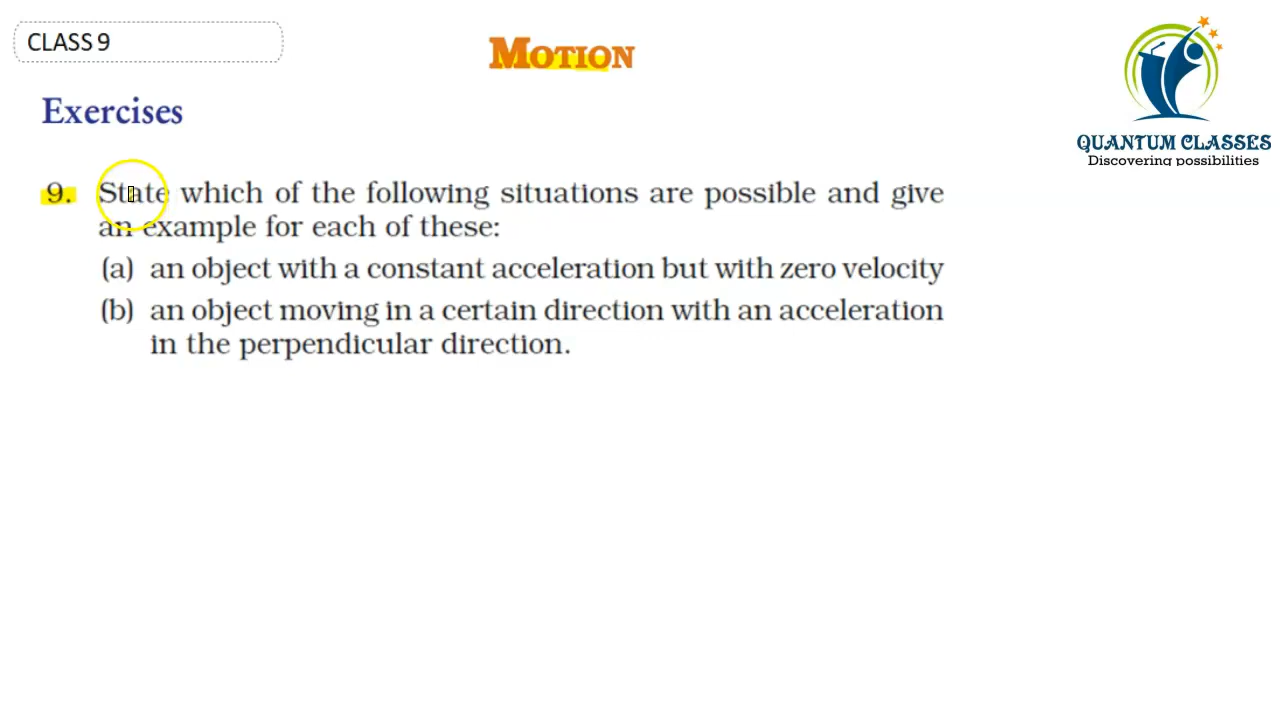 CLASS 9
MOTION
QUANTUM CLASSES
Discovering possibilities
Exercises
9. State which of the following situations are possible and give
an example for each of these:
(a) an object with a constant acceleration but with zero velocity
(b) an object moving in a certain direction with an acceleration
in the perpendicular direction.